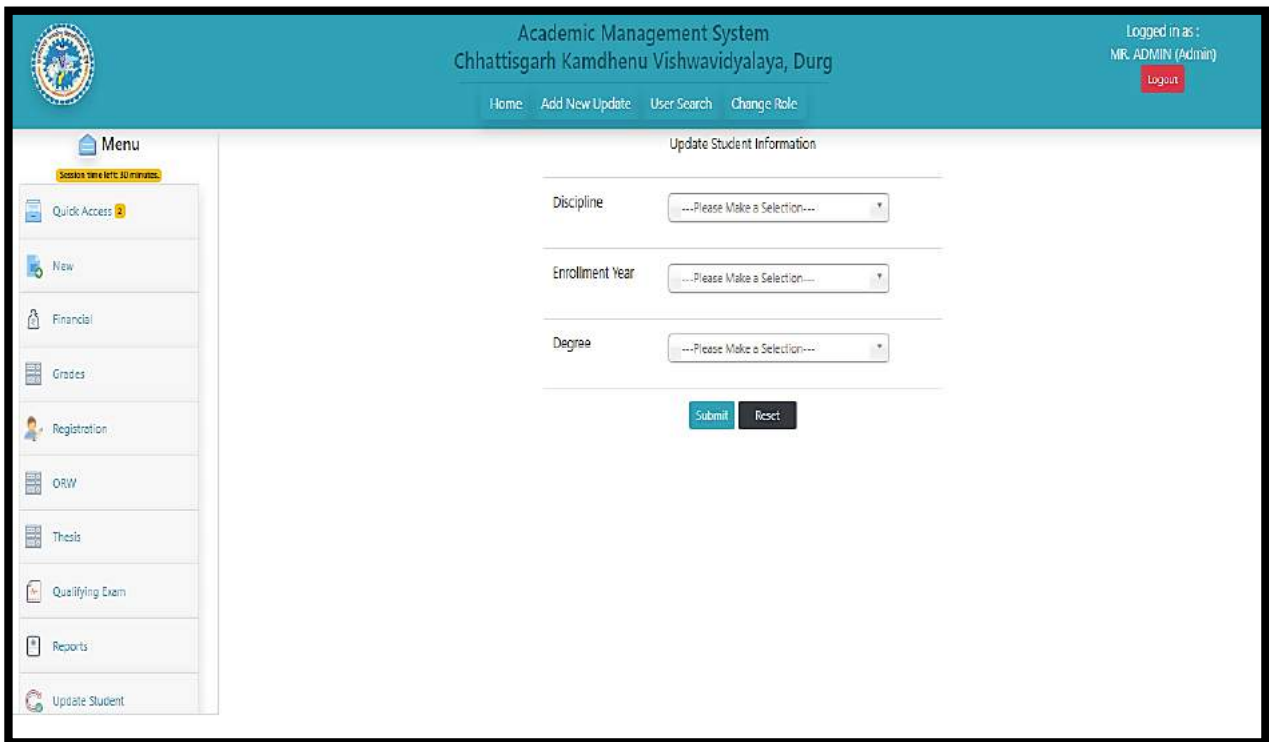 Academic Management System
Chhattisgarh Kamdhenu Vishwavidyalaya, Durg
Home Add New Update User Search Change Role
Logged in as :
MR. ADMIN (Admin)
Logout
Menu
Session time left: 30 minutes.
Quick Access 2
New
Financial
Grades
Registration
ORW
Thesis
Qualifying Exam
Reports
Update Student
Update Student Information
Discipline ---Please Make a Selection---
Enrollment Year ---Please Make a Selection---
Degree ---Please Make a Selection---
Submit Reset